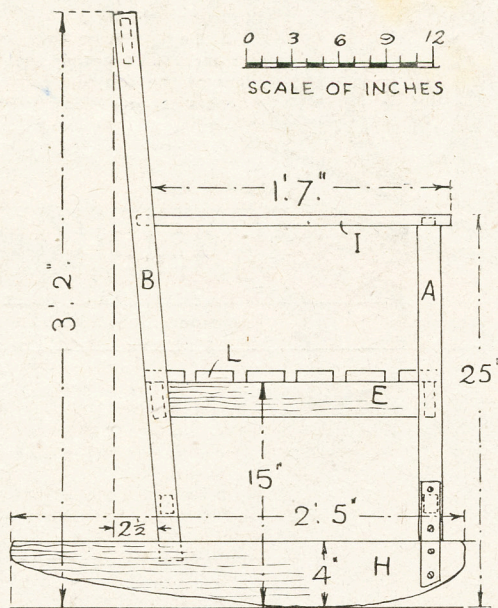 0 3 6 9 12
SCALE OF INCHES
1'. 7."
I
B
A
3'. 2".
L
E
25"
15"
2'. 5"
2½
4"
H